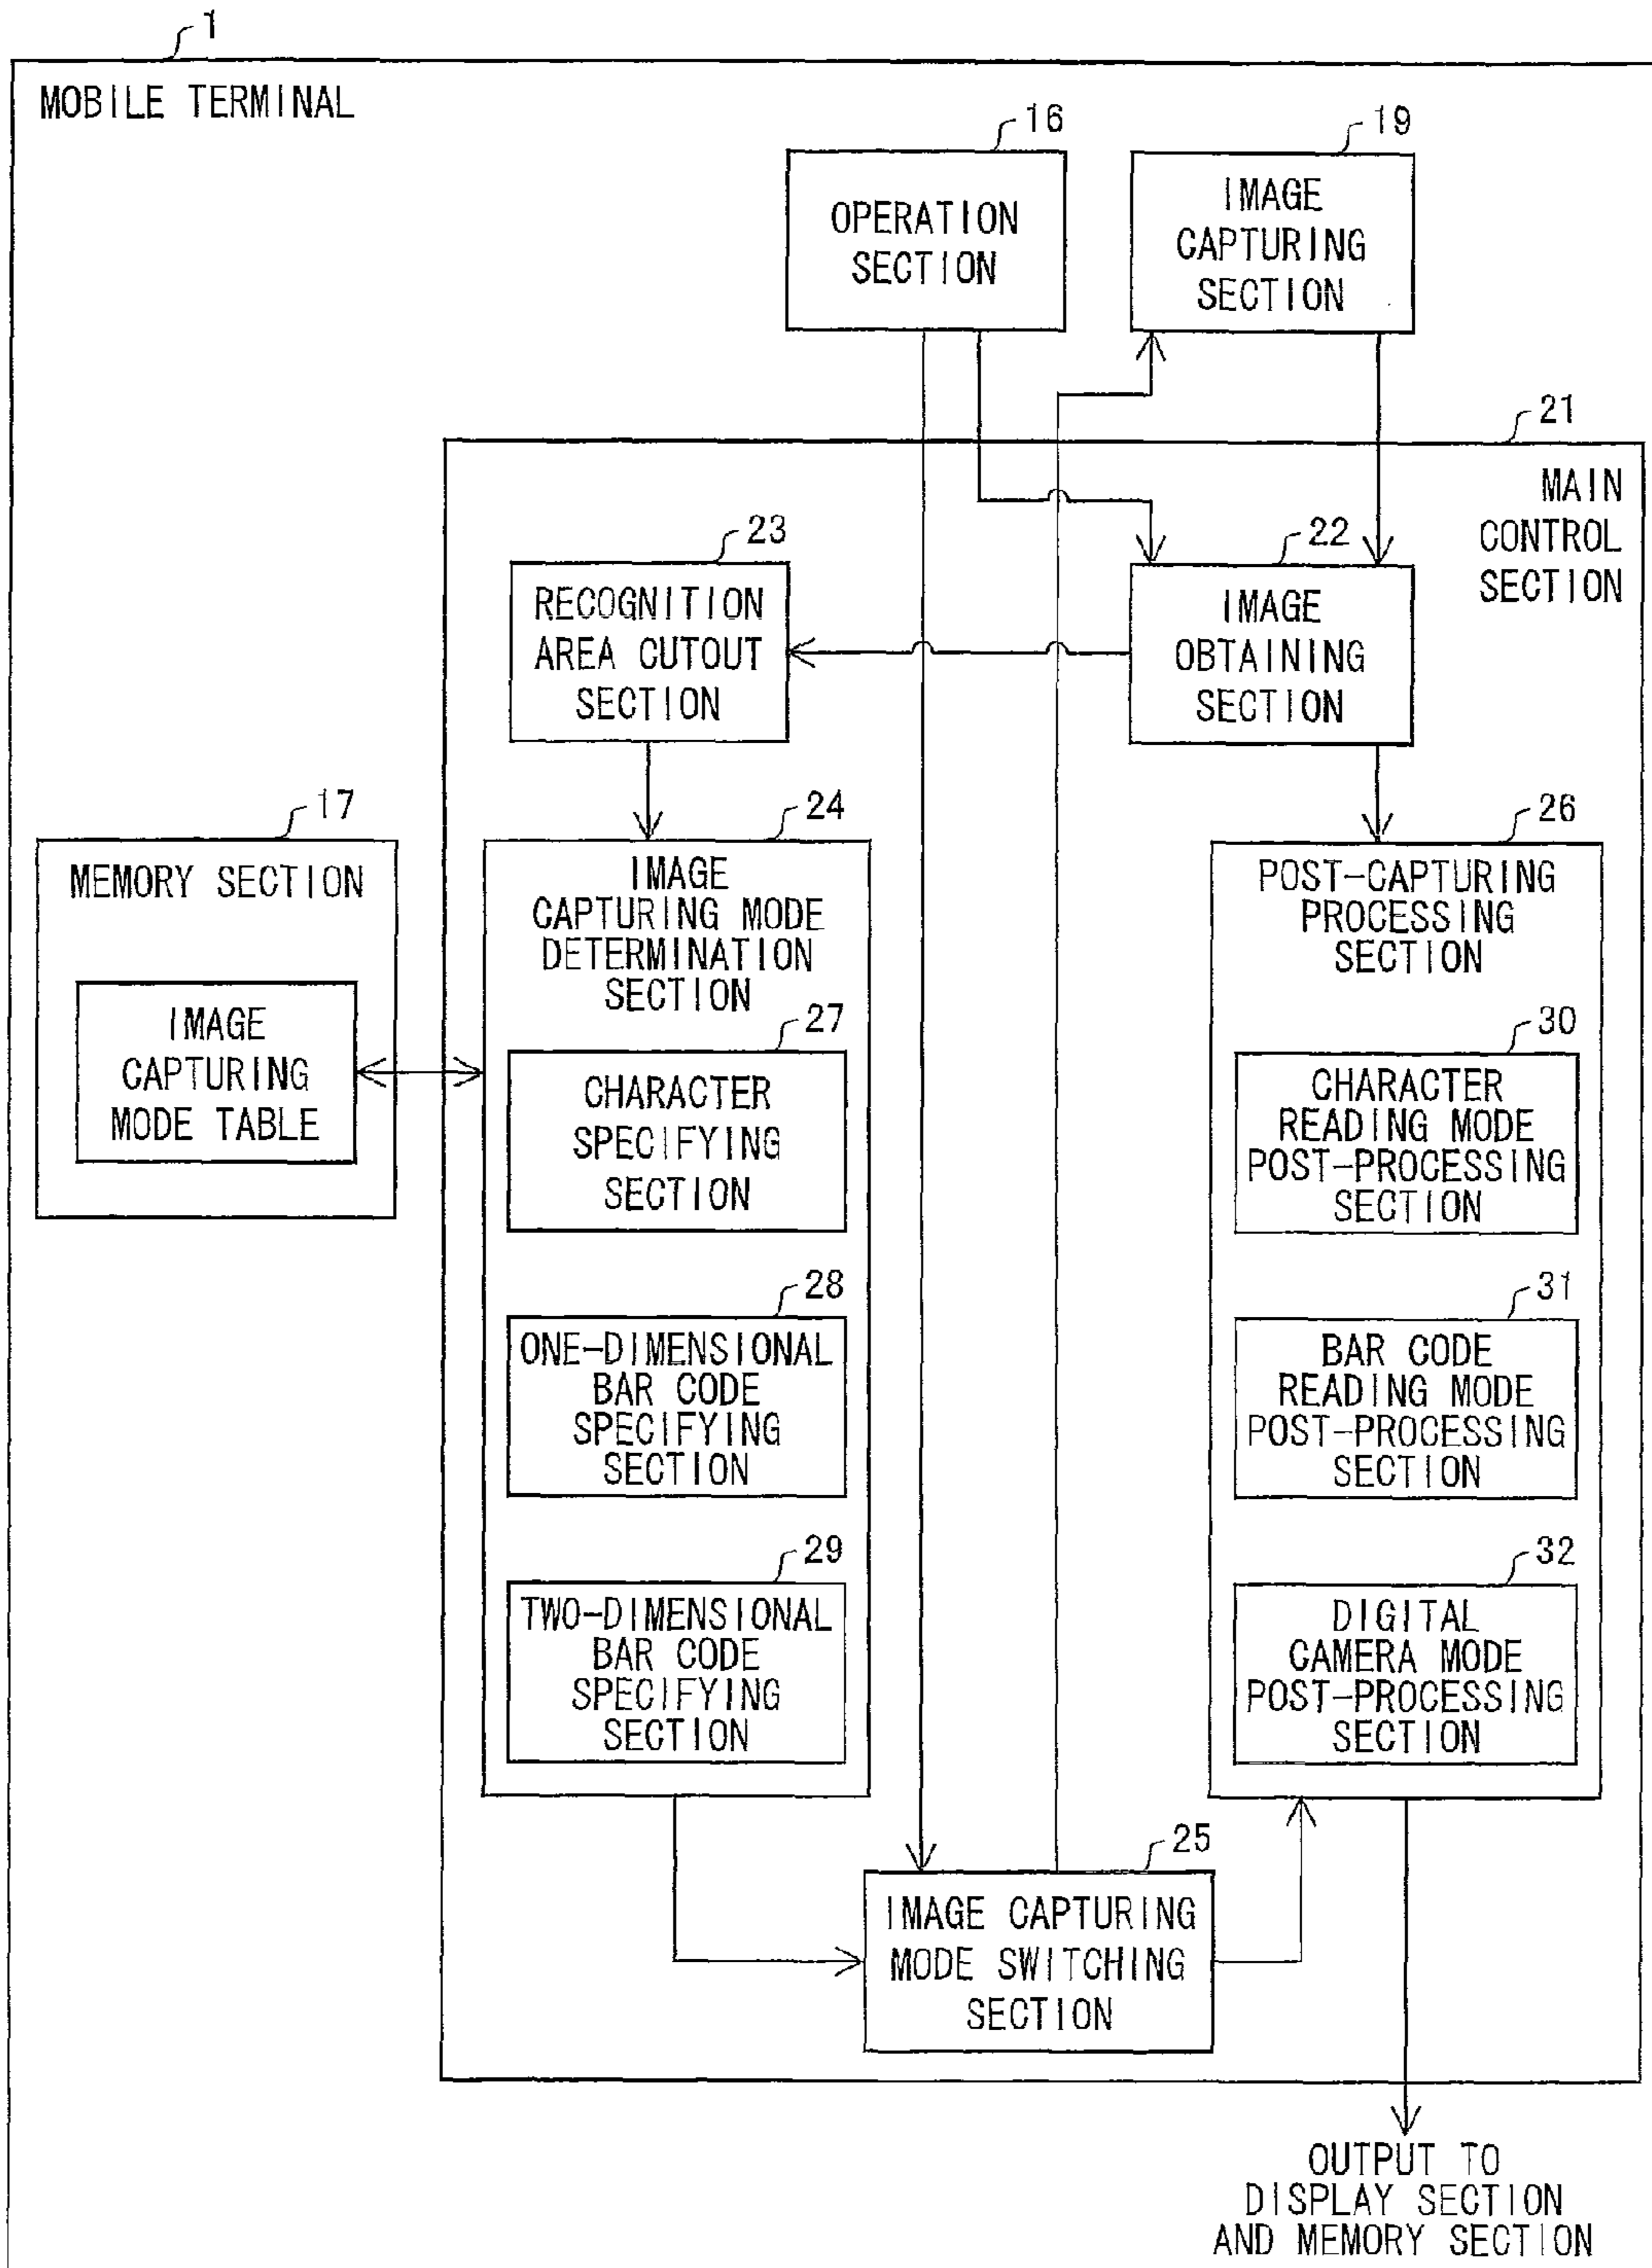 1
MOBILE TERMINAL
16
OPERATION
SECTION
19
IMAGE
CAPTURING
SECTION
21
MAIN
CONTROL
SECTION
23
RECOGNITION
AREA CUTOUT
SECTION
22
IMAGE
OBTAINING
SECTION
17
MEMORY SECTION
IMAGE
CAPTURING
MODE TABLE
24
IMAGE
CAPTURING MODE
DETERMINATION
SECTION
27
CHARACTER
SPECIFYING
SECTION
28
ONE-DIMENSIONAL
BAR CODE
SPECIFYING
SECTION
29
TWO-DIMENSIONAL
BAR CODE
SPECIFYING
SECTION
26
POST-CAPTURING
PROCESSING
SECTION
30
CHARACTER
READING MODE
POST-PROCESSING
SECTION
31
BAR CODE
READING MODE
POST-PROCESSING
SECTION
32
DIGITAL
CAMERA MODE
POST-PROCESSING
SECTION
25
IMAGE CAPTURING
MODE SWITCHING
SECTION
OUTPUT TO
DISPLAY SECTION
AND MEMORY SECTION